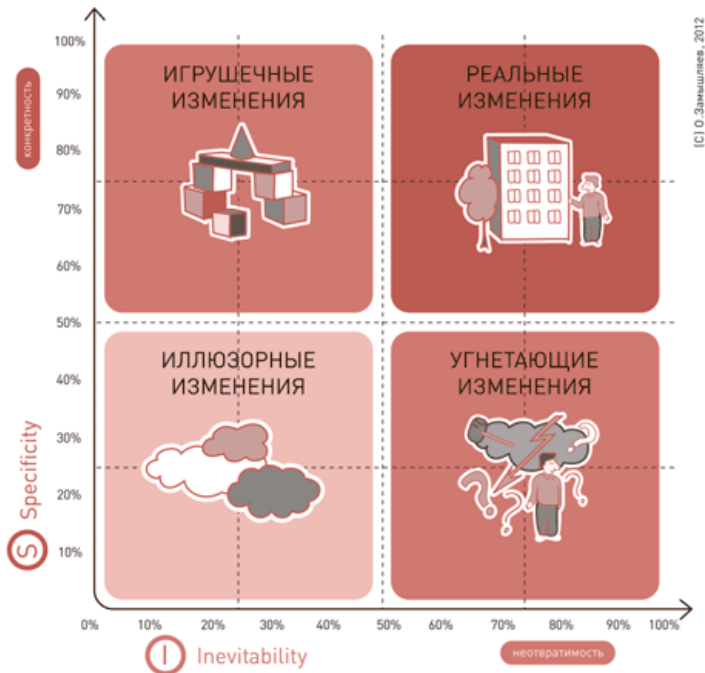 (C) О.Замышляев, 2012
100%
90%
80%
70%
60%
50%
40%
30%
20%
10%
конкретность
S Specificity
ИГРУШЕЧНЫЕ
ИЗМЕНЕНИЯ
РЕАЛЬНЫЕ
ИЗМЕНЕНИЯ
ИЛЛЮЗОРНЫЕ
ИЗМЕНЕНИЯ
УГНЕТАЮЩИЕ
ИЗМЕНЕНИЯ
0% 10% 20% 30% 40% 50% 60% 70% 80% 90% 100%
I Inevitability
неотвратимость